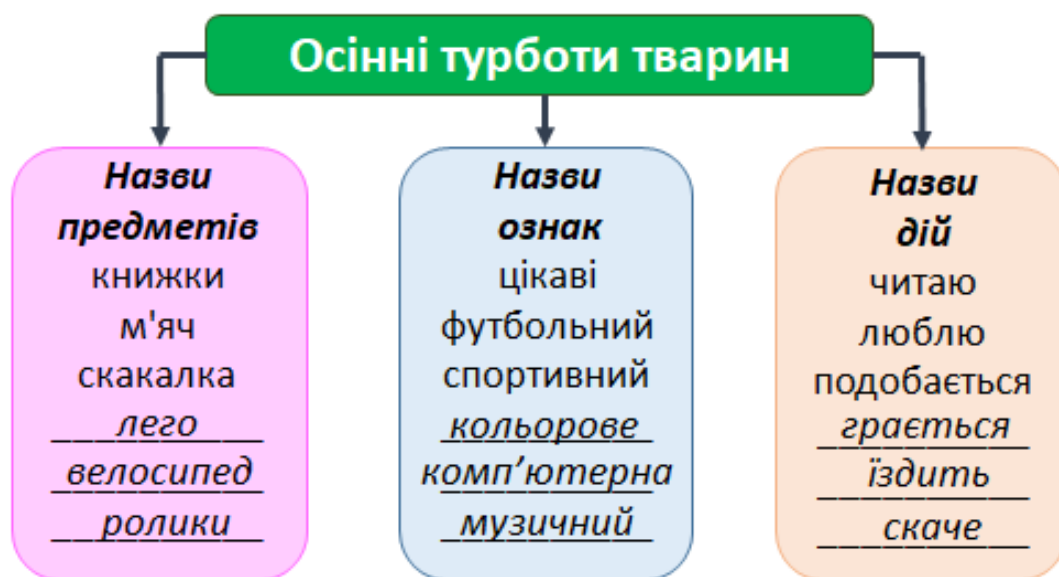 Осінні турботи тварин
Назви
предметів
книжки
м'яч
скакалка
лего
велосипед
ролики
Назви
ознак
цікаві
футбольний
спортивний
кольорове
комп’ютерна
музичний
Назви
дій
читаю
люблю
подобається
грається
їздить
скаче